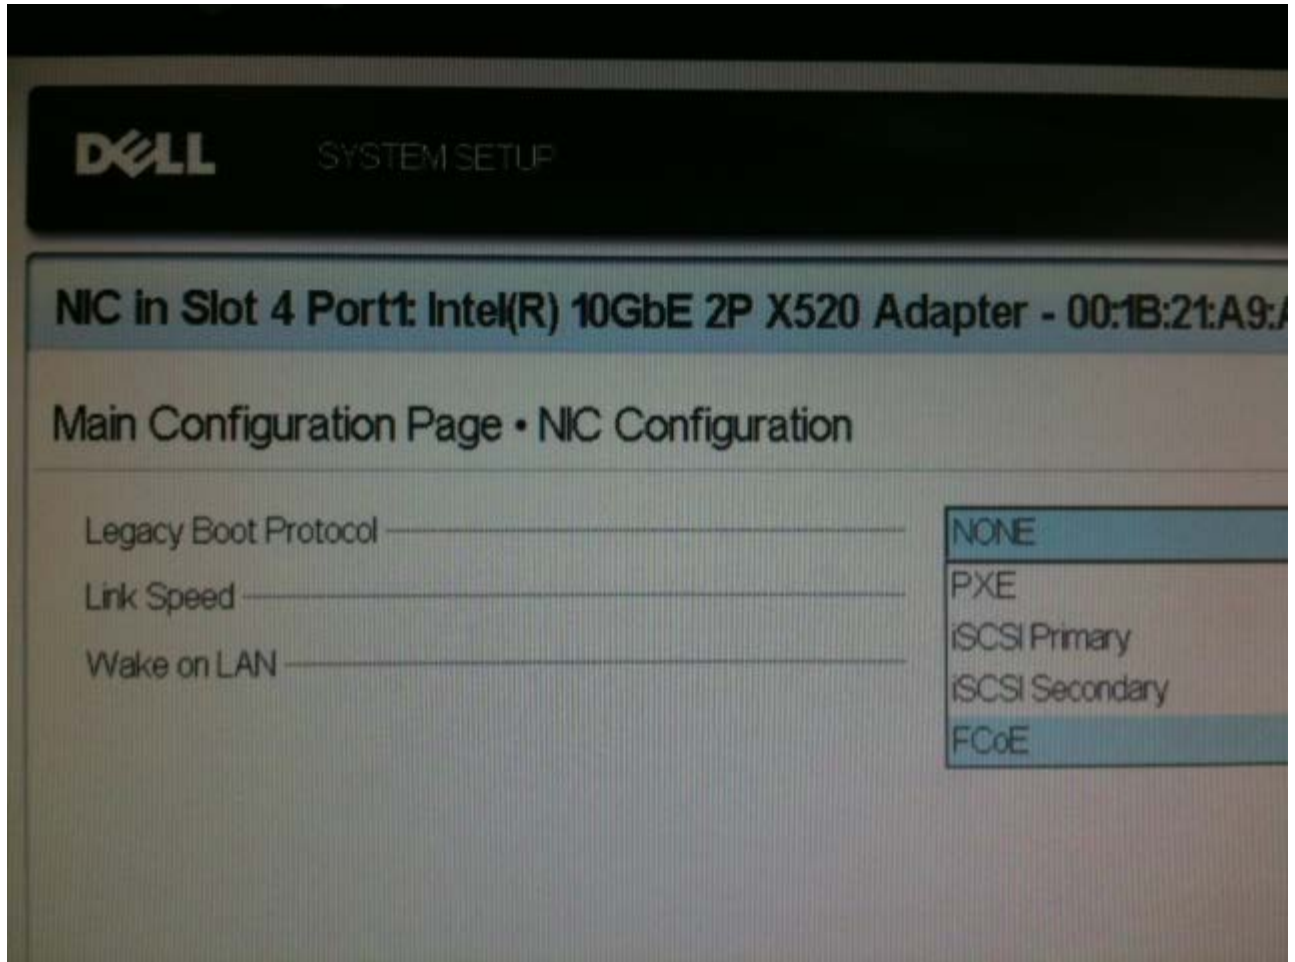 DELL SYSTEM SETUP
NIC in Slot 4 Port1: Intel(R) 10GbE 2P X520 Adapter - 00:1B:21:A9:
Main Configuration Page • NIC Configuration
Legacy Boot Protocol NONE
PXE
Link Speed
iSCSI Primary
Wake on LAN
iSCSI Secondary
FCoE